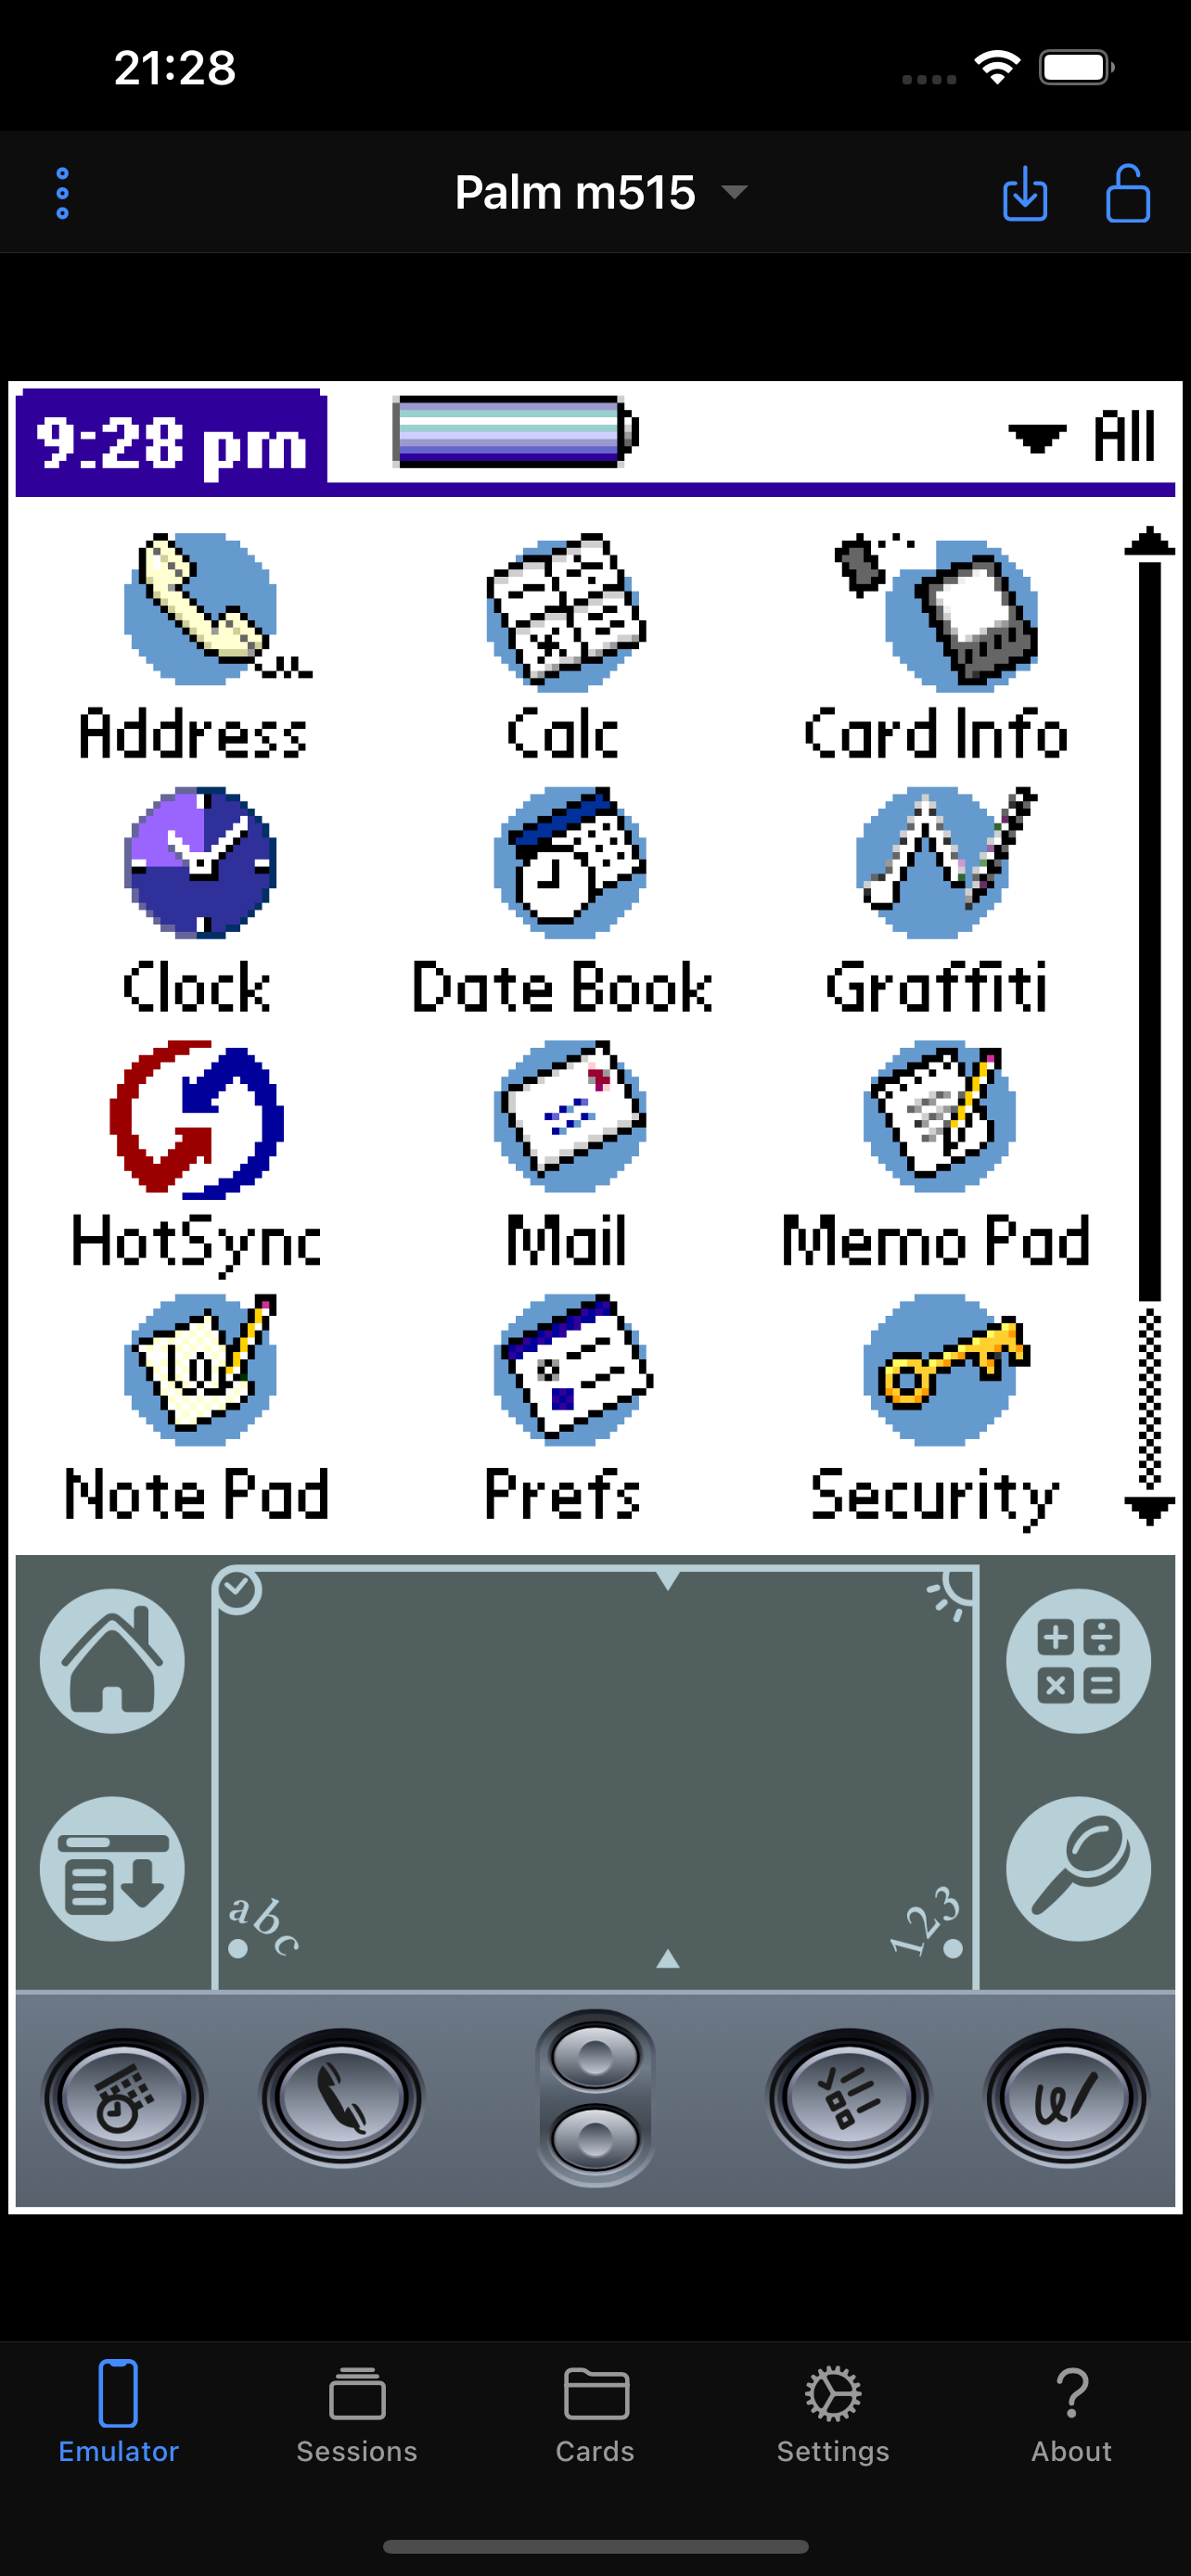 21:28
Palm m515
9:28 pm
All
Address Calc Card Info
Clock Date Book Graffiti
HotSync Mail Memo Pad
Note Pad Prefs Security
abc 123
Emulator Sessions Cards Settings About